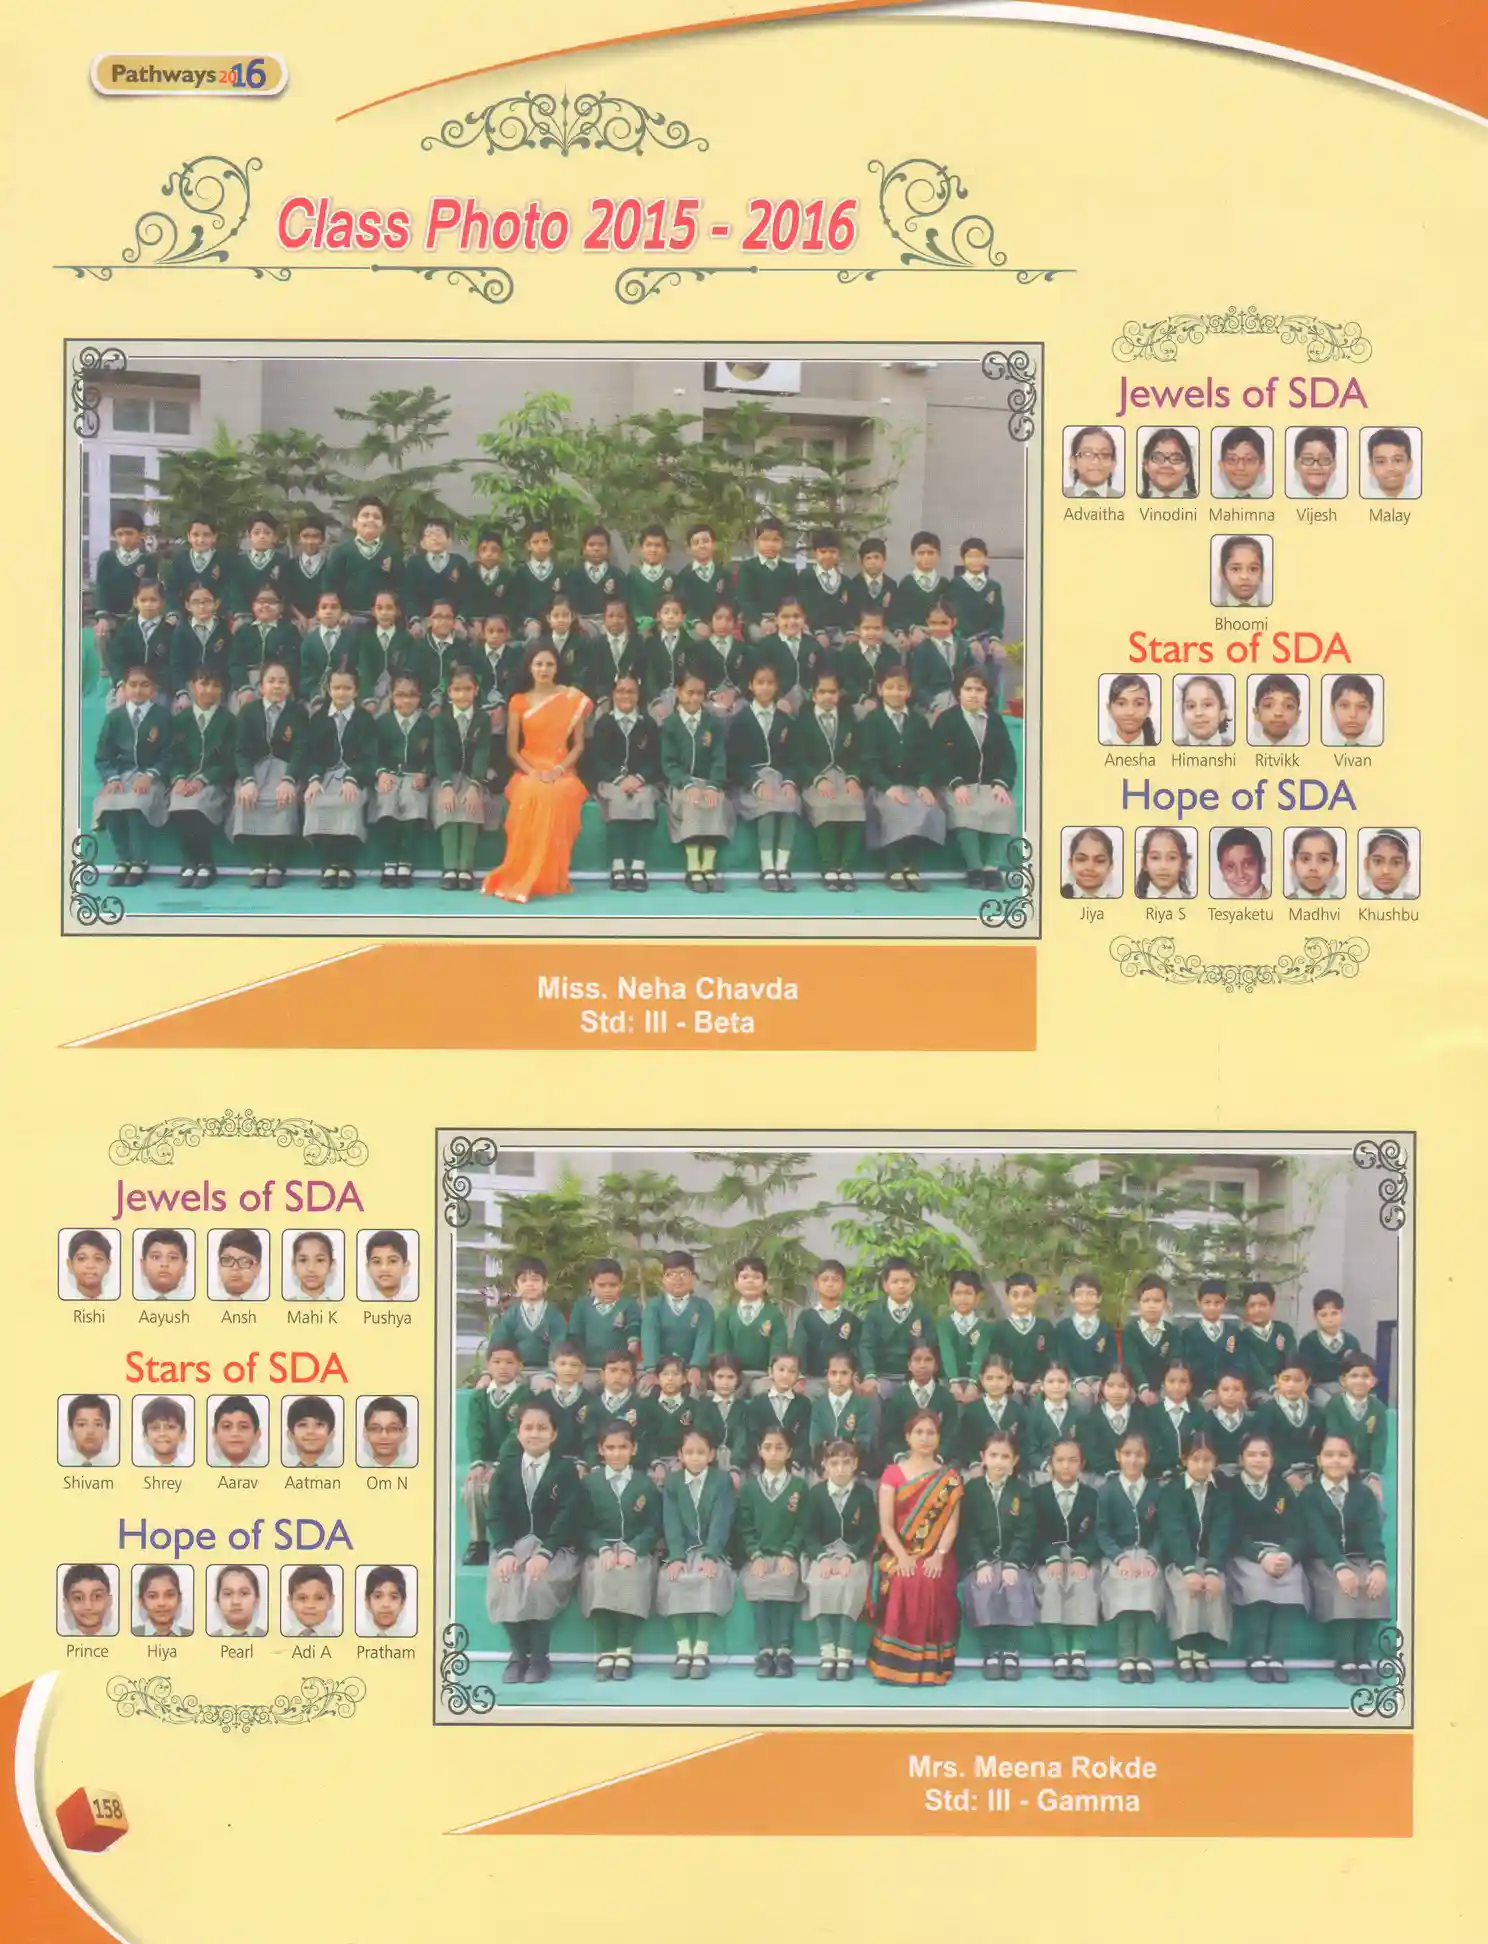 Pathways 2016
Class Photo 2015 - 2016
Jewels of SDA
Advaitha Vinodini Mahimna Vijesh Malay
Bhoomi
Stars of SDA
Anesha Himanshi Ritvikk Vivan
Hope of SDA
Jiya Riya S Tesyaketu Madhvi Khushbu
Miss. Neha Chavda
Std: III - Beta
Jewels of SDA
Rishi Aayush Ansh Mahi K Pushya
Stars of SDA
Shivam Shrey Aarav Aatman Om N
Hope of SDA
Prince Hiya Pearl Adi A Pratham
Mrs. Meena Rokde
Std: III - Gamma
158